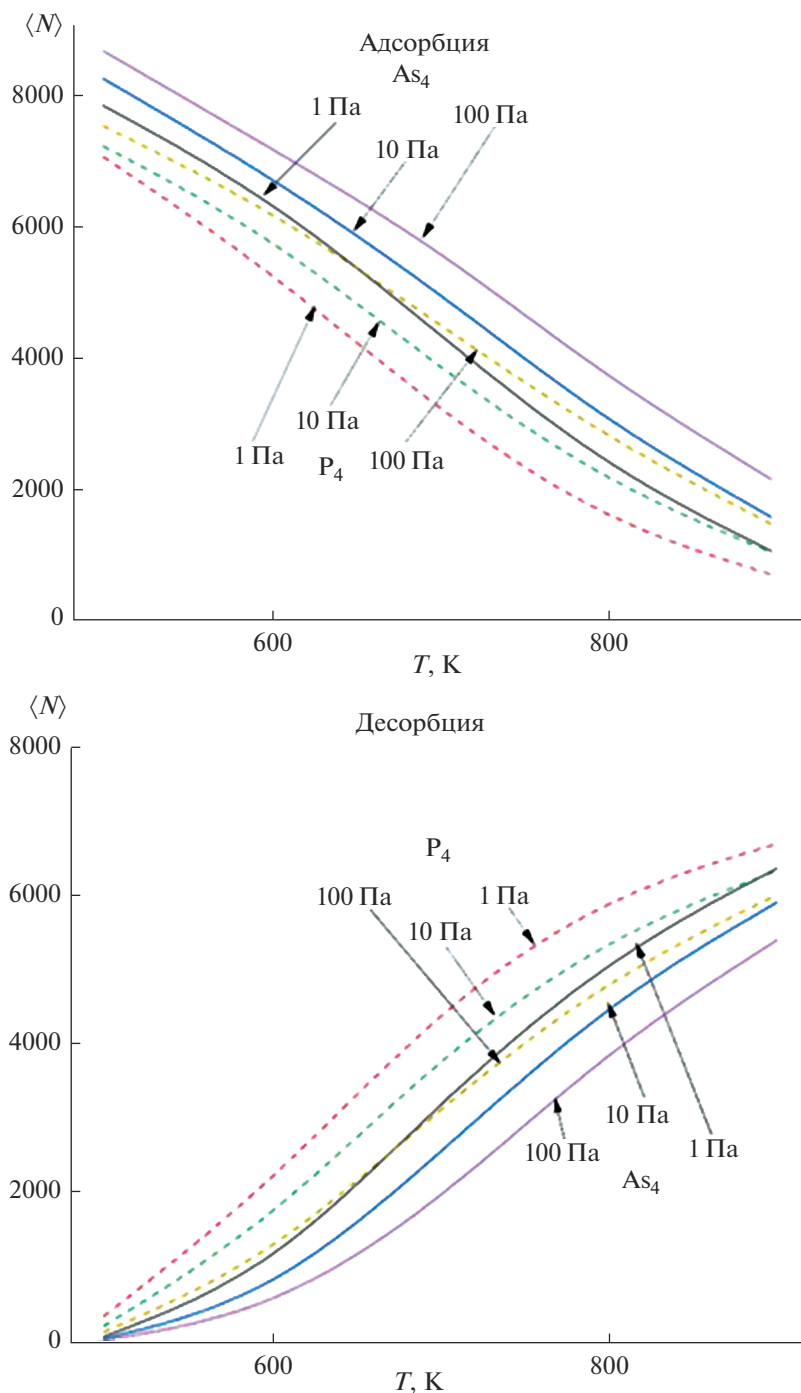 ⟨N⟩
Адсорбция
As₄
8000
1 Па
100 Па
10 Па
6000
4000
10 Па
1 Па
100 Па
P₄
2000
0
600
800
T, K
⟨N⟩
Десорбция
8000
P₄
6000
100 Па
1 Па
10 Па
4000
10 Па
100 Па
1 Па
2000
As₄
0
600
800
T, K